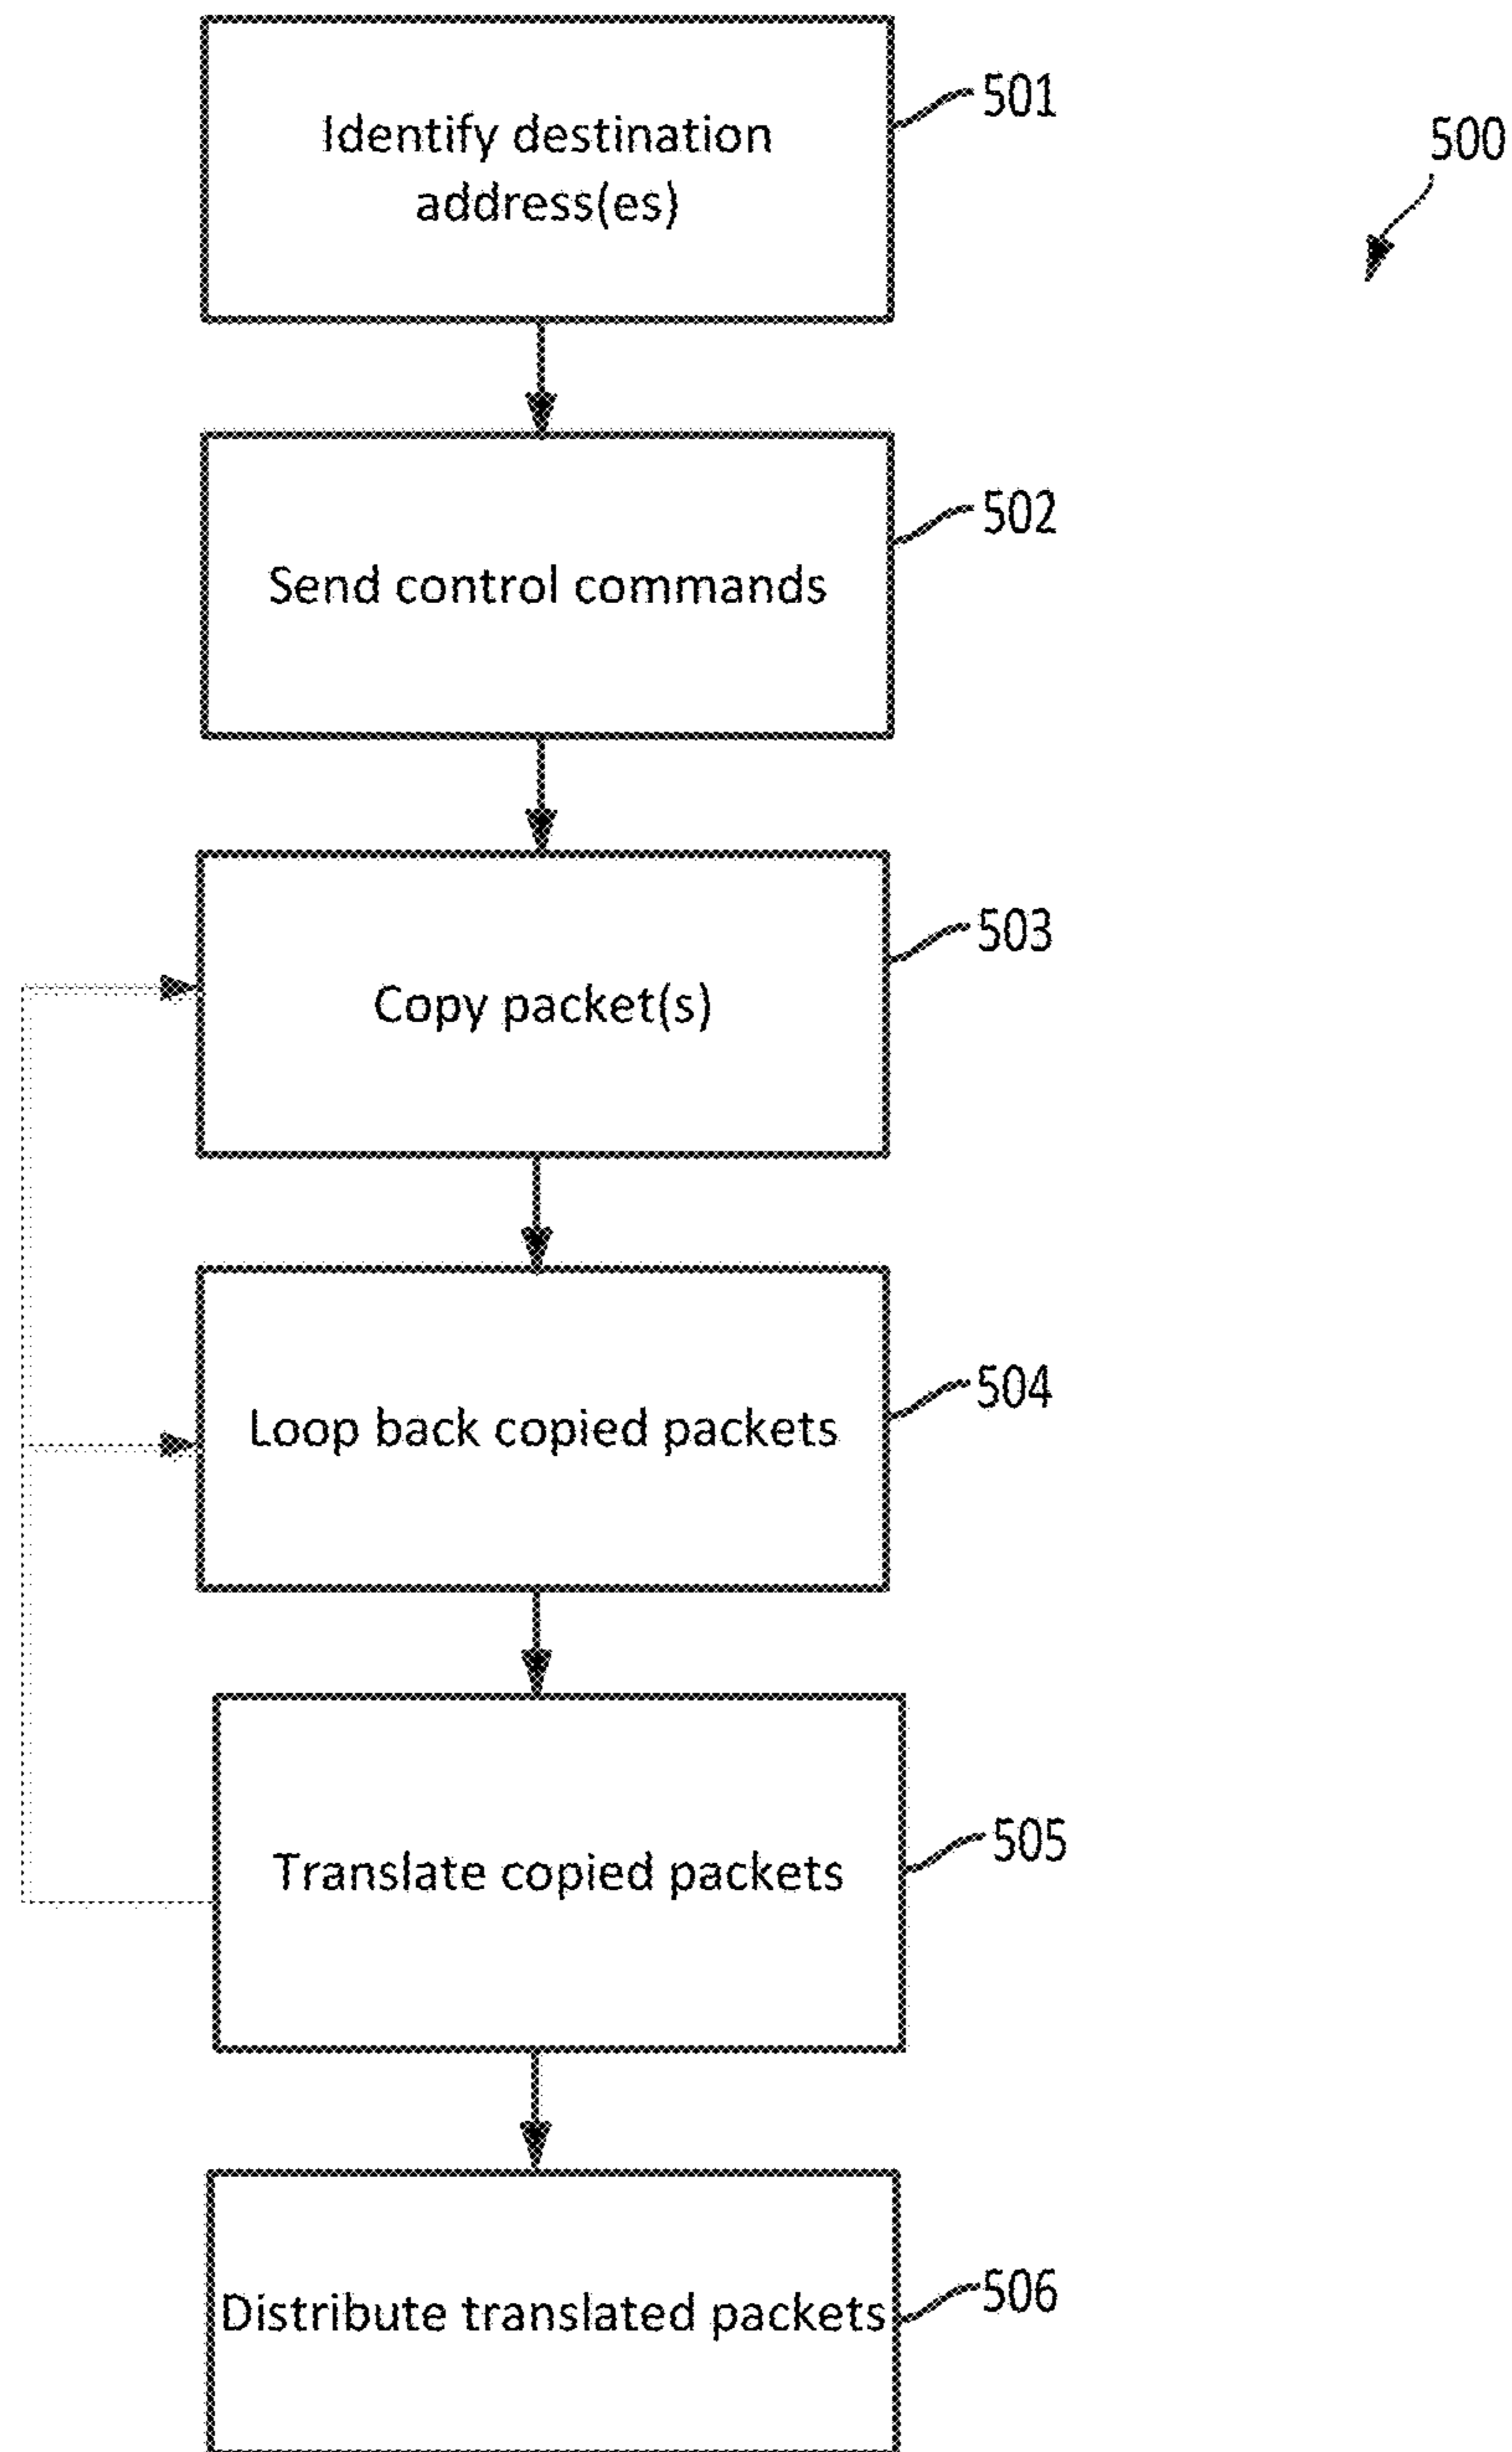 Identify destination
address(es)
501
500
Send control commands
502
Copy packet(s)
503
Loop back copied packets
504
Translate copied packets
505
Distribute translated packets
506